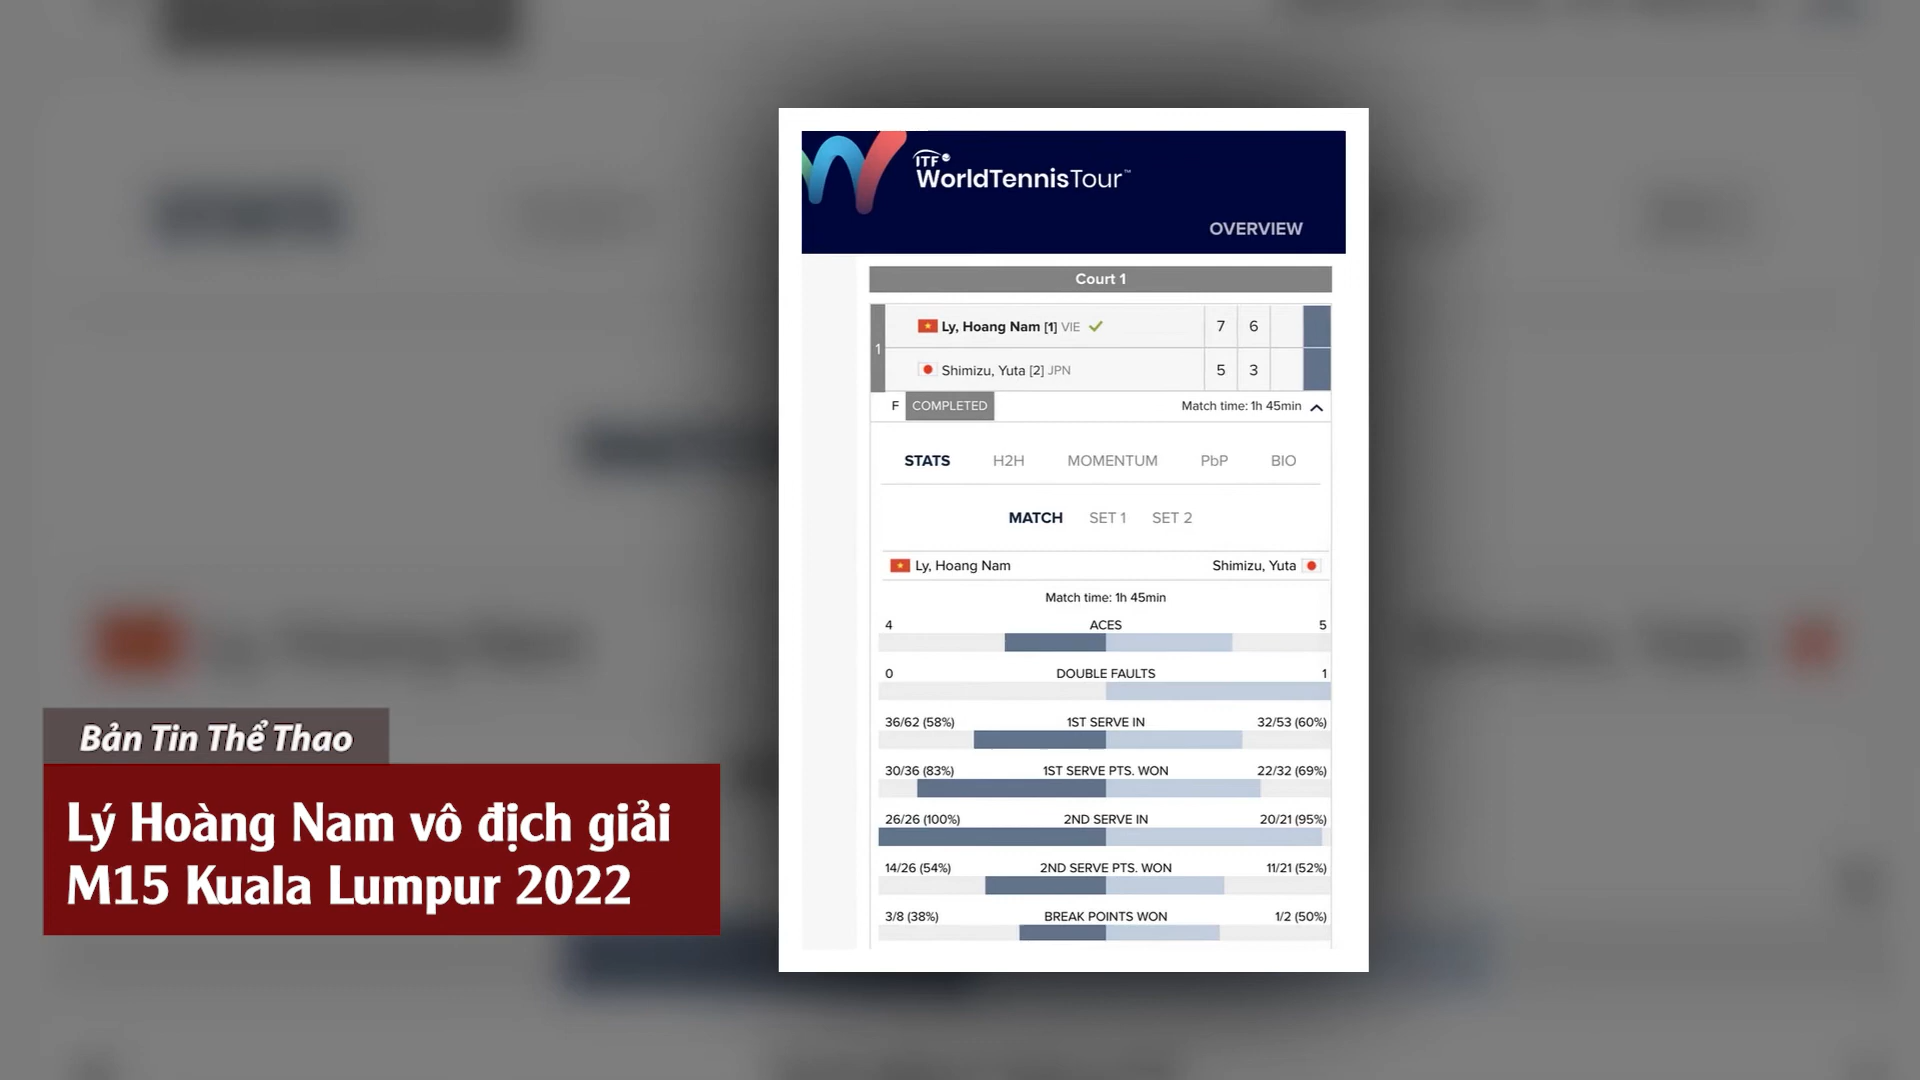 ITF
WorldTennisTour™
OVERVIEW
Court 1
1
Ly, Hoang Nam [1] VIE 7 6
Shimizu, Yuta [2] JPN 5 3
F COMPLETED Match time: 1h 45min
STATS H2H MOMENTUM PbP BIO
MATCH SET 1 SET 2
Ly, Hoang Nam Shimizu, Yuta
Match time: 1h 45min
4 ACES 5
0 DOUBLE FAULTS 1
36/62 (58%) 1ST SERVE IN 32/53 (60%)
30/36 (83%) 1ST SERVE PTS. WON 22/32 (69%)
26/26 (100%) 2ND SERVE IN 20/21 (95%)
14/26 (54%) 2ND SERVE PTS. WON 11/21 (52%)
3/8 (38%) BREAK POINTS WON 1/2 (50%)
Bản Tin Thể Thao
Lý Hoàng Nam vô địch giải
M15 Kuala Lumpur 2022